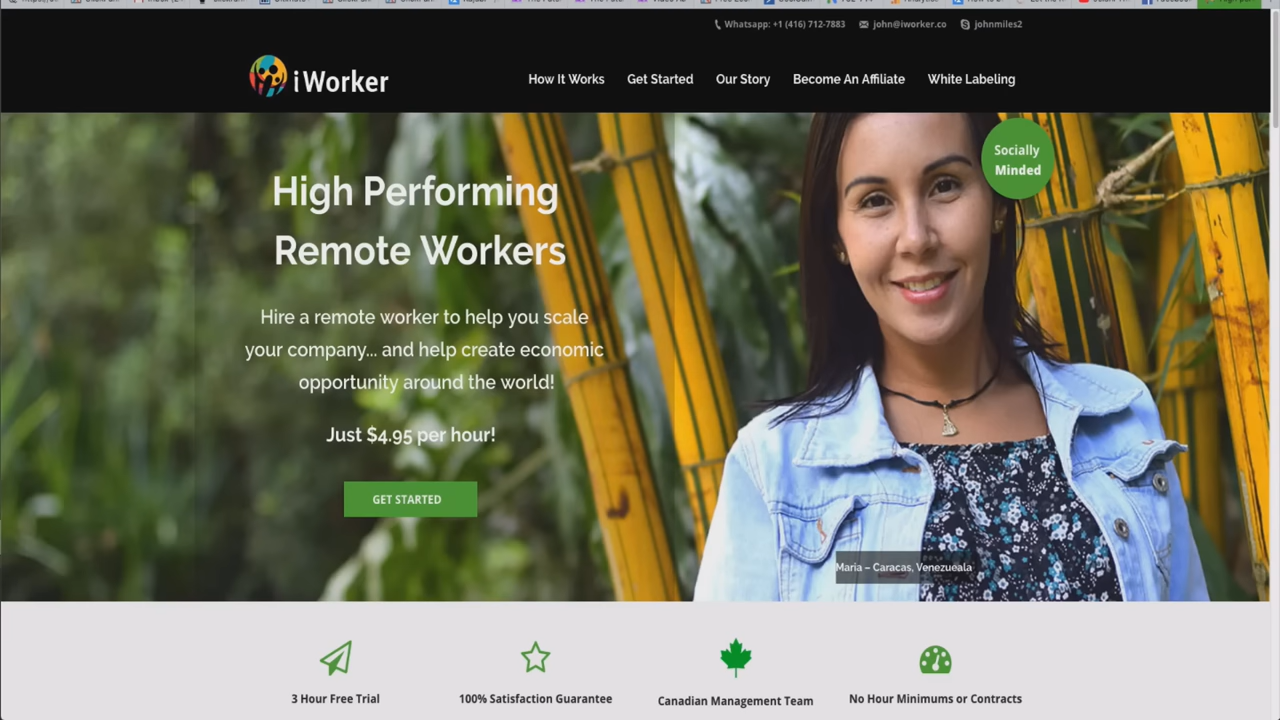 Whatsapp: +1 (416) 712-7883 john@iworker.co johnmiles2
iWorker
How It Works Get Started Our Story Become An Affiliate White Labeling
Socially
Minded
High Performing
Remote Workers
Hire a remote worker to help you scale
your company... and help create economic
opportunity around the world!
Just $4.95 per hour!
GET STARTED
Maria – Caracas, Venezueala
3 Hour Free Trial 100% Satisfaction Guarantee Canadian Management Team No Hour Minimums or Contracts